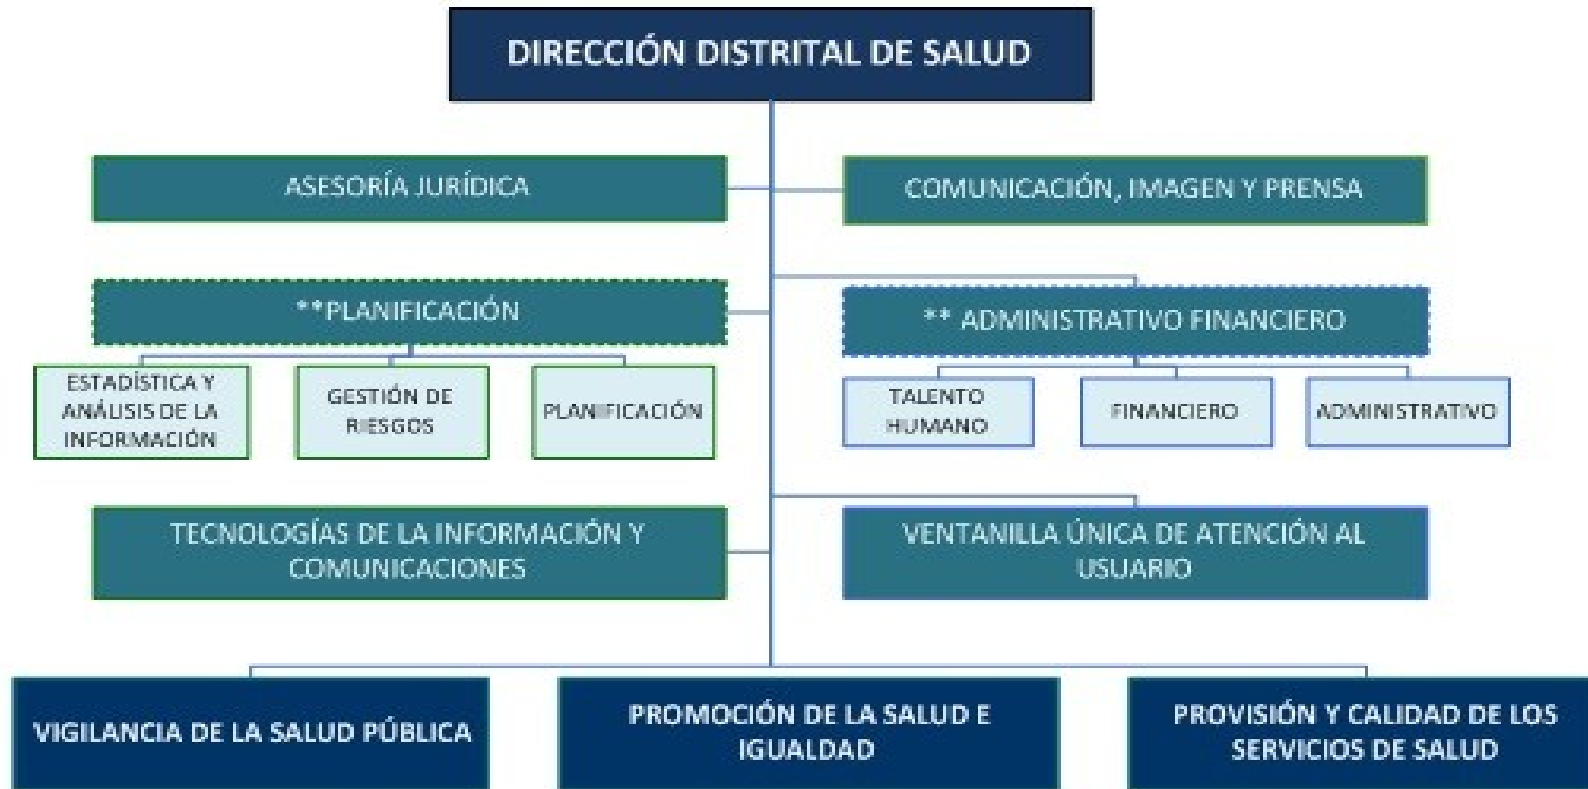 DIRECCIÓN DISTRITAL DE SALUD
ASESORÍA JURÍDICA
COMUNICACIÓN, IMAGEN Y PRENSA
**PLANIFICACIÓN
** ADMINISTRATIVO FINANCIERO
ESTADÍSTICA Y
ANÁLISIS DE LA
INFORMACIÓN
GESTIÓN DE
RIESGOS
PLANIFICACIÓN
TALENTO
HUMANO
FINANCIERO
ADMINISTRATIVO
TECNOLOGÍAS DE LA INFORMACIÓN Y
COMUNICACIONES
VENTANILLA ÚNICA DE ATENCIÓN AL
USUARIO
VIGILANCIA DE LA SALUD PÚBLICA
PROMOCIÓN DE LA SALUD E
IGUALDAD
PROVISIÓN Y CALIDAD DE LOS
SERVICIOS DE SALUD